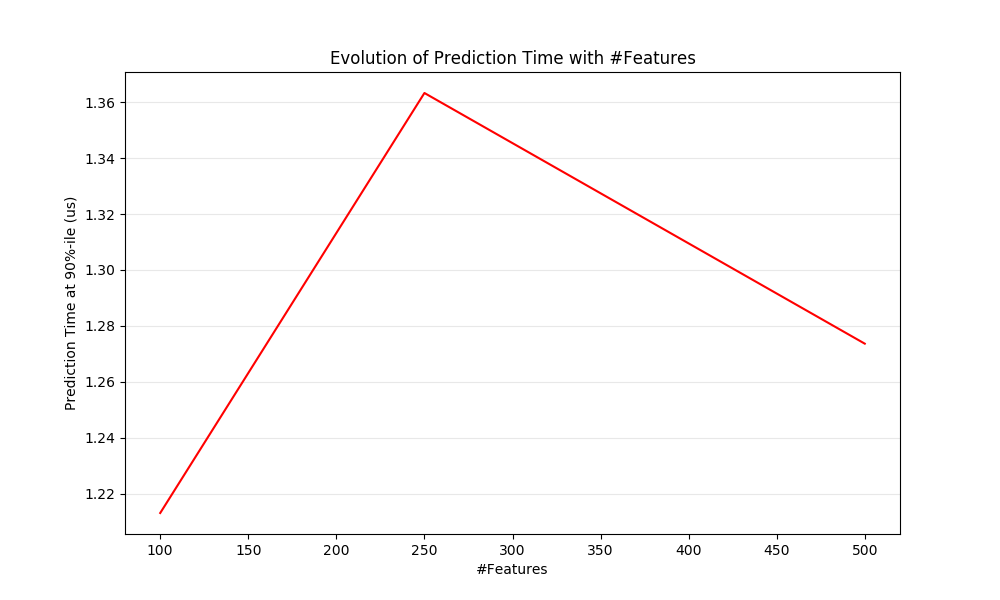 Evolution of Prediction Time with #Features
Prediction Time at 90%-ile (us)
1.36
1.34
1.32
1.30
1.28
1.26
1.24
1.22
100 150 200 250 300 350 400 450 500
#Features